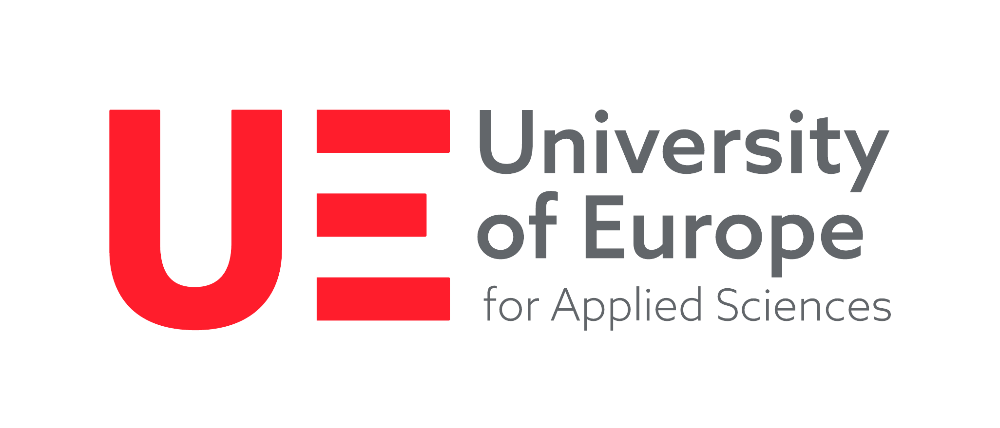 UE
University
of Europe
for Applied Sciences